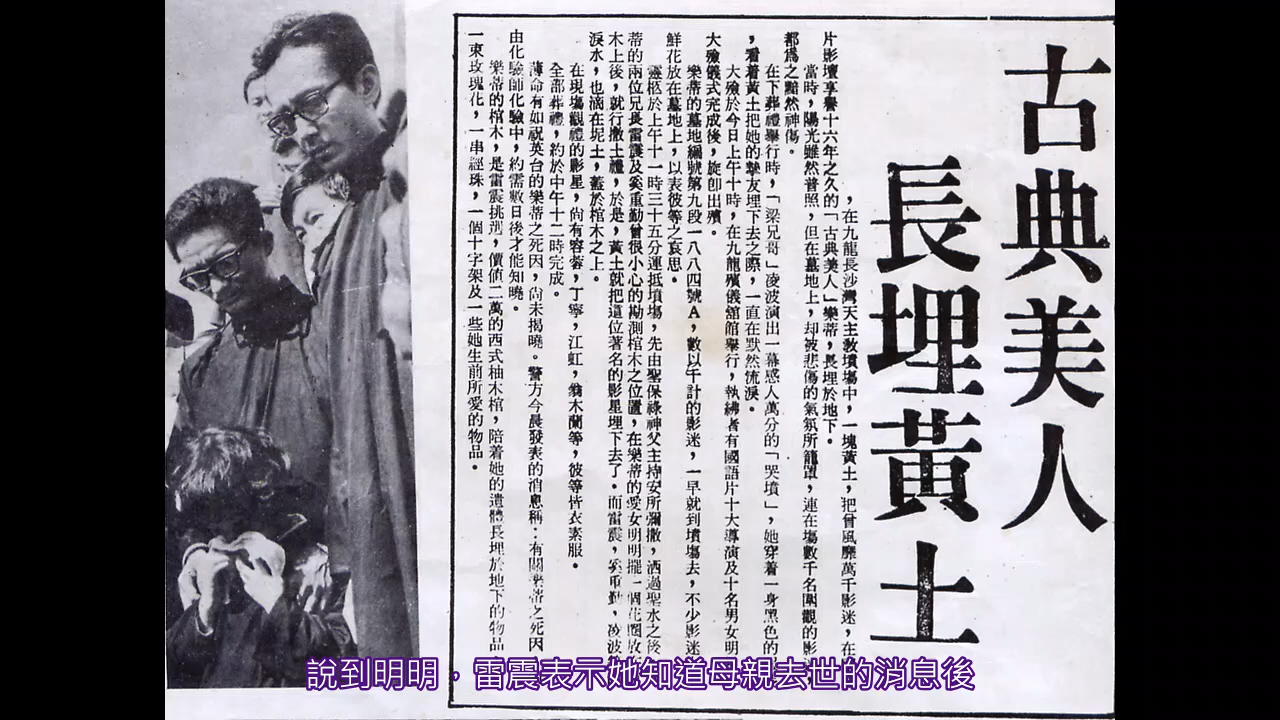 古典美人
長埋黃土
，在九龍長沙灣天主教墳場中，一塊黃土，把曾風靡萬千影迷，在
片影壇享譽十六年之久的「古典美人」樂蒂，長埋於地下。
當時，陽光雖然普照，但在墓地上，却被悲傷的氣氛所籠罩，連在場數千名圍觀的影
都爲之黯然神傷。
在下葬禮舉行時，「梁兄哥」凌波演出一幕感人萬分的「哭墳」，她穿着一身黑色的
，看着黃土把她的摯友埋下去之際，一直在默然流淚。
大殮於今日上午十時，在九龍殯儀舘舉行，執紼者有國語片十大導演及十名男女明
大殮儀式完成後，旋卽出殯。
樂蒂的墓地編號第九段一八八四號A，數以千計的影迷，一早就到墳塲去，不少影迷
鮮花放在墓地上，以表彼等之哀思。
靈柩於上午十一時三十五分運抵墳塲，先由聖保祿神父主持安所彌撒，洒過聖水之後
蒂的兩位兄長雷震及奚重勤曾很小心的勘測棺木之位置，在樂蒂的愛女明明擺一個花圈放
木上後，就行撒土禮，於是，黃土就把這位著名的影星埋下去了。而雷震，奚重勤，凌波
淚水，也滴在坭土，蓋於棺木之上。
在現塲觀禮的影星，尙有容蓉，丁寧，江虹，翁木蘭等，彼等皆衣素服。
全部葬禮，約於中午十二時完成。
薄命有如祝英台的樂蒂之死因，尙未揭曉。警方今晨發表的消息稱：有關樂蒂之死因
由化驗師化驗中，約需數日後才能知曉。
樂蒂的棺木，是雷震挑選，價値二萬的西式柚木棺，陪着她的遺體長埋於地下的物品
一束玫瑰花，一串經珠，一個十字架及一些她生前所愛的物品。
說到明明，雷震表示她知道母親去世的消息後